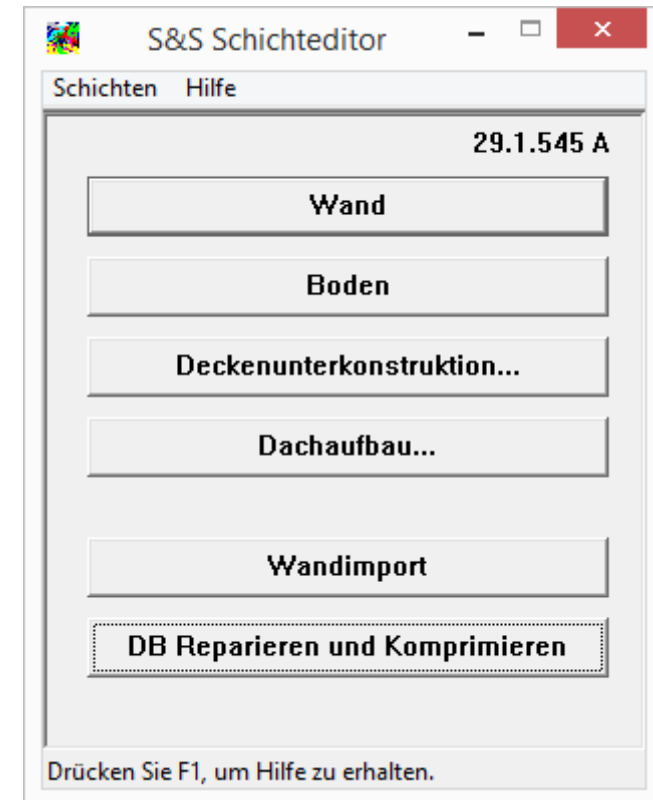 S&S Schichteditor
Schichten Hilfe
29.1.545 A
Wand
Boden
Deckenunterkonstruktion...
Dachaufbau...
Wandimport
DB Reparieren und Komprimieren
Drücken Sie F1, um Hilfe zu erhalten.